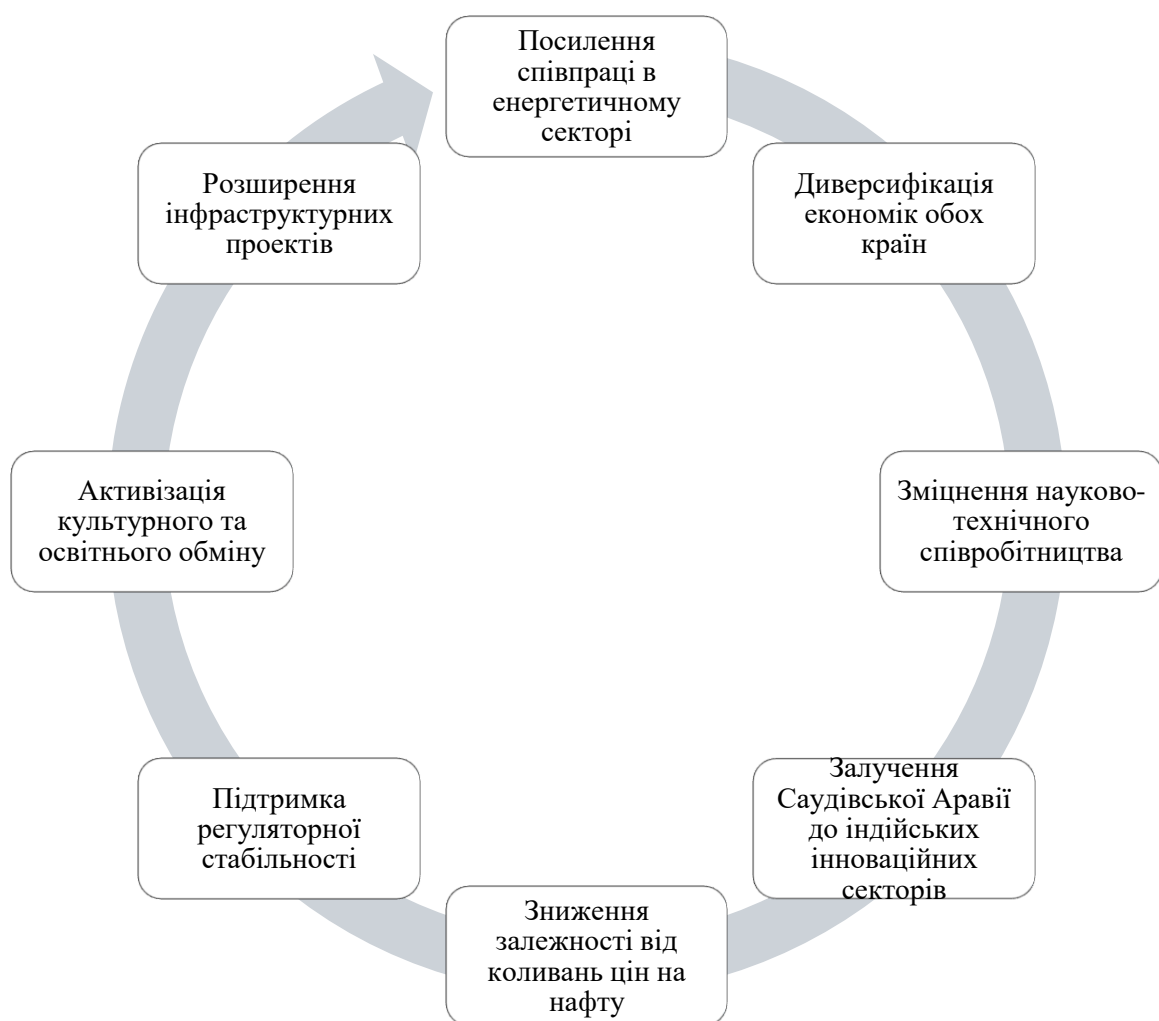 Посилення
співпраці в
енергетичному
секторі
Диверсифікація
економік обох
країн
Зміцнення науково-
технічного
співробітництва
Залучення
Саудівської Аравії
до індійських
інноваційних
секторів
Зниження
залежності від
коливань цін на
нафту
Підтримка
регуляторної
стабільності
Активізація
культурного та
освітнього обміну
Розширення
інфраструктурних
проектів